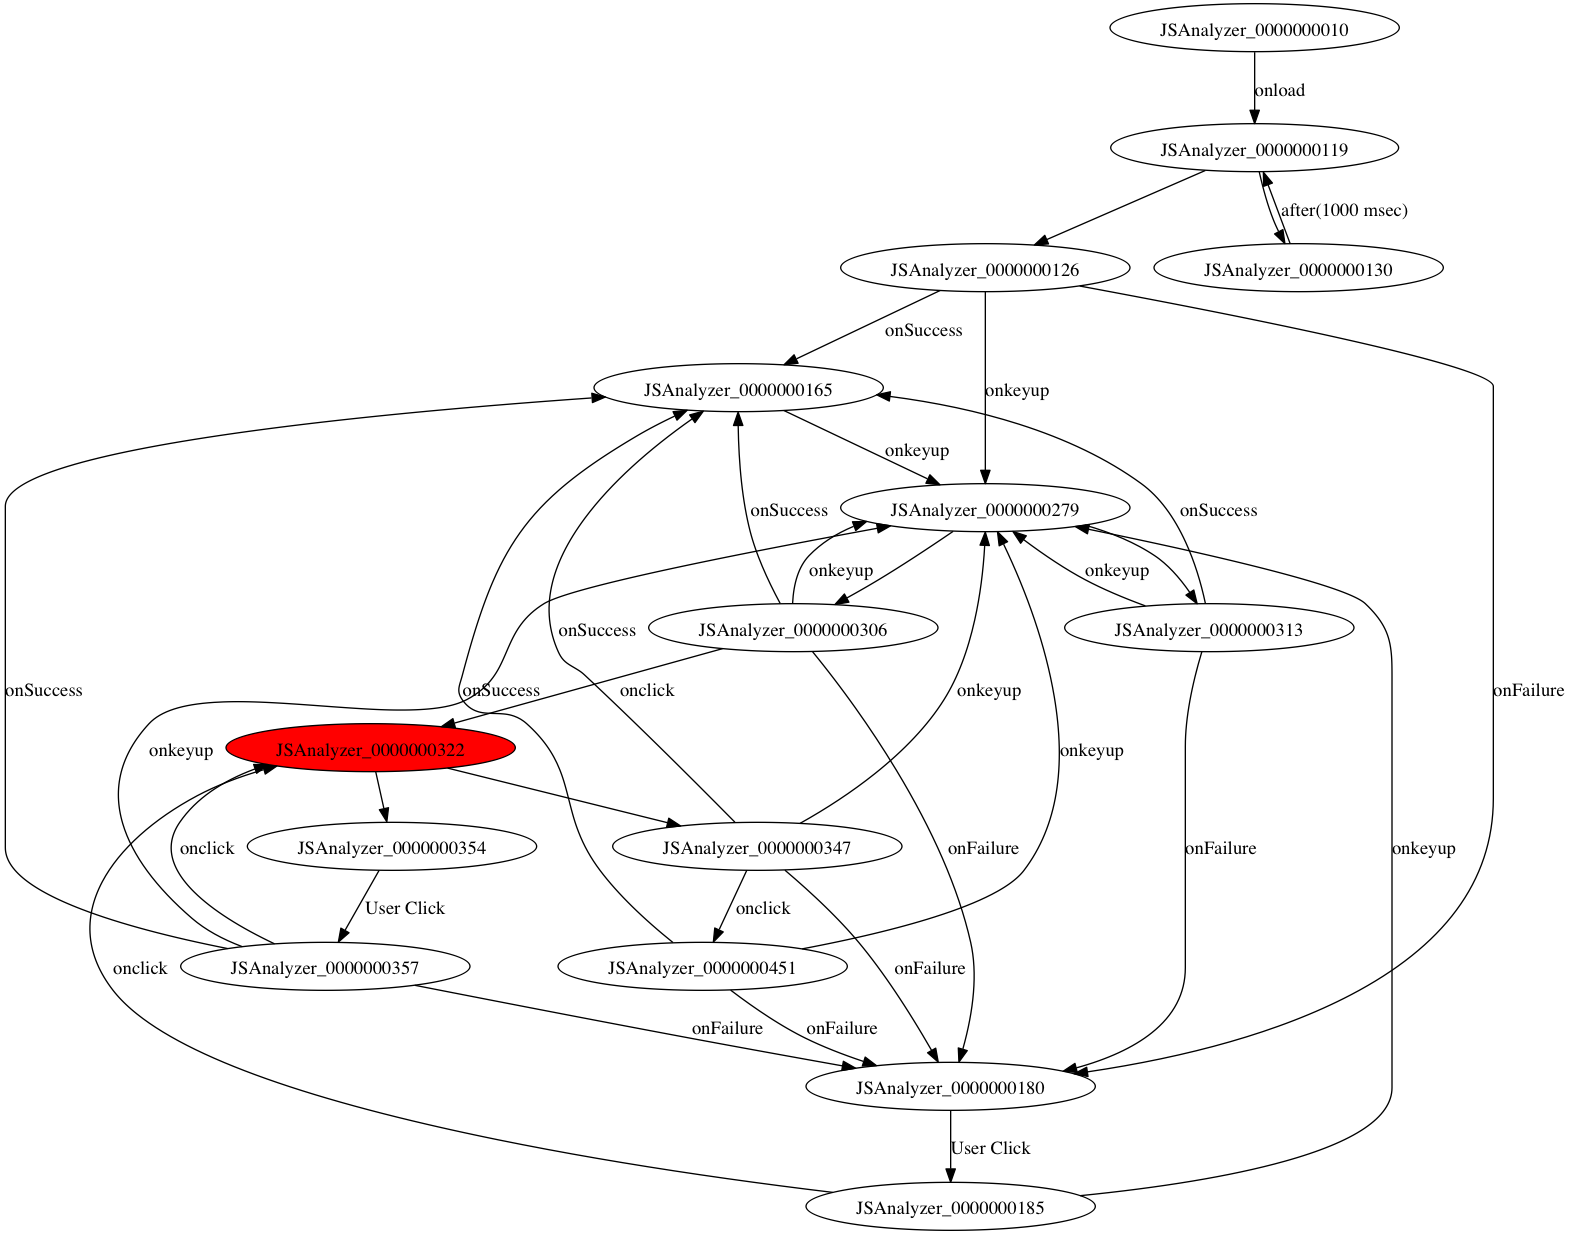 JSAnalyzer_0000000010
onload
JSAnalyzer_0000000119
after(1000 msec)
JSAnalyzer_0000000126
JSAnalyzer_0000000130
onSuccess
JSAnalyzer_0000000165
onkeyup
onkeyup
JSAnalyzer_0000000279
onSuccess
onSuccess
onkeyup
onkeyup
onSuccess
JSAnalyzer_0000000306
JSAnalyzer_0000000313
onSuccess
onSuccess
onclick
onkeyup
onFailure
onkeyup
JSAnalyzer_0000000322
onkeyup
onclick
JSAnalyzer_0000000354
JSAnalyzer_0000000347
onFailure
onFailure
onkeyup
User Click
onclick
onclick
JSAnalyzer_0000000357
JSAnalyzer_0000000451
onFailure
onFailure
onFailure
JSAnalyzer_0000000180
User Click
JSAnalyzer_0000000185